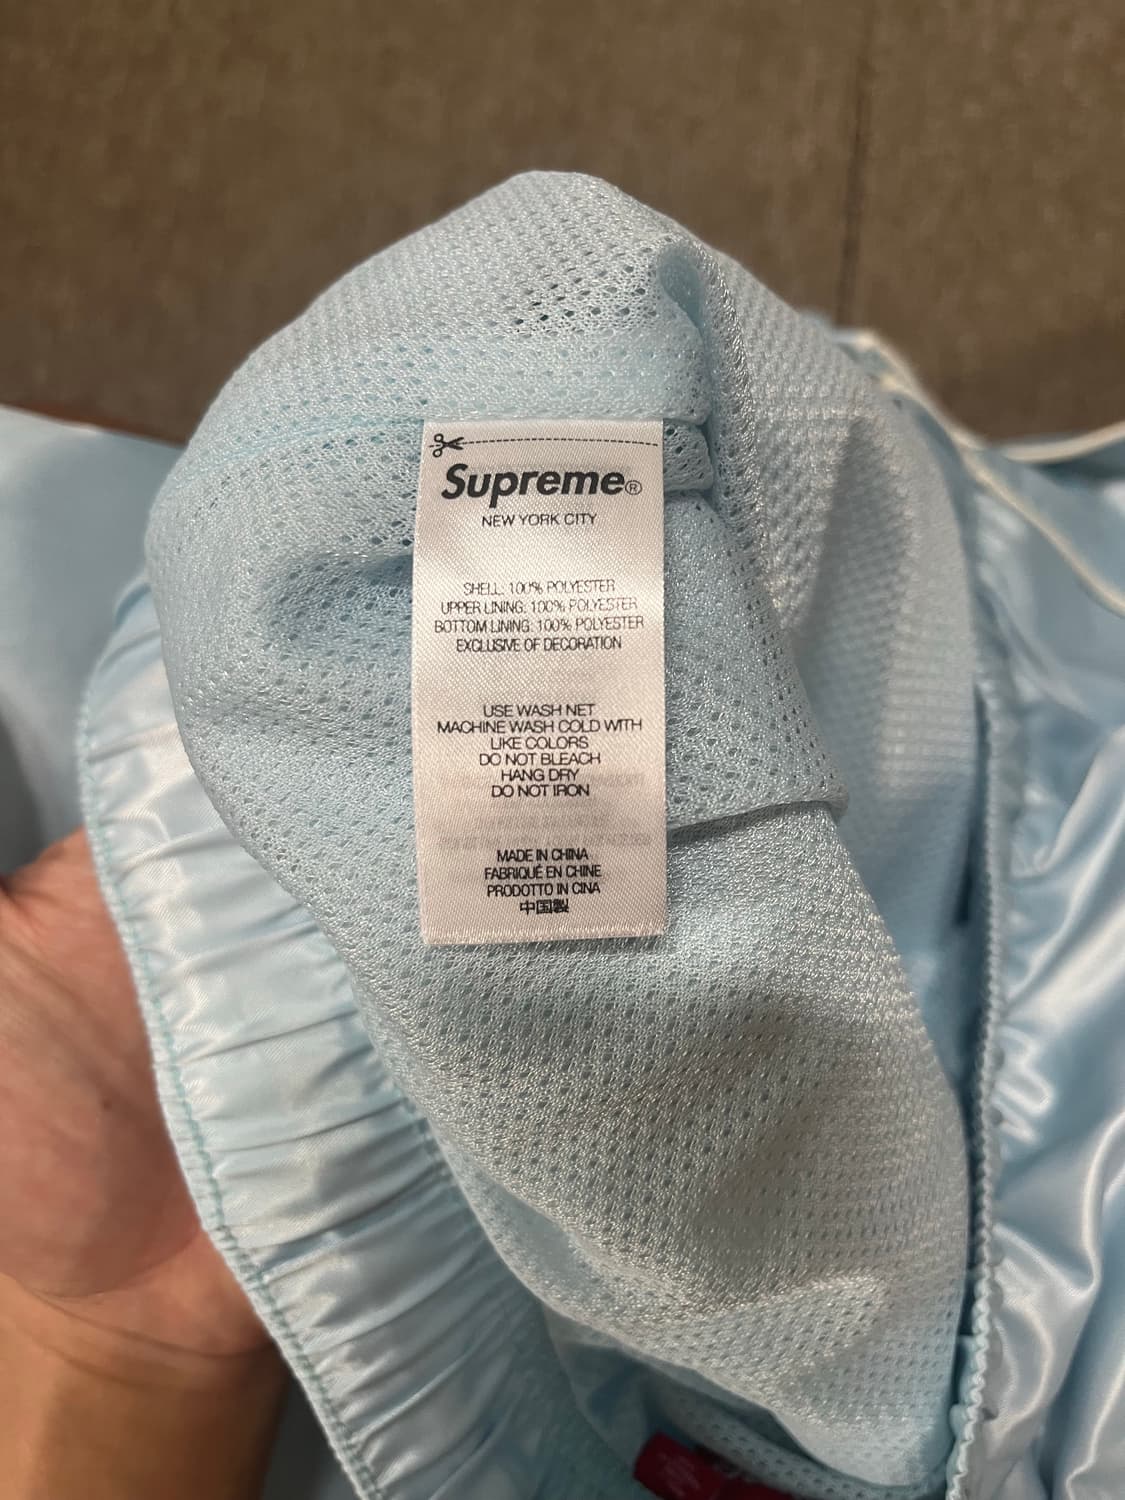 Supreme®
NEW YORK CITY
SHELL: 100% POLYESTER
UPPER LINING: 100% POLYESTER
BOTTOM LINING: 100% POLYESTER
EXCLUSIVE OF DECORATION
USE WASH NET
MACHINE WASH COLD WITH
LIKE COLORS
DO NOT BLEACH
HANG DRY
DO NOT IRON
MADE IN CHINA
FABRIQUÉ EN CHINE
PRODOTTO IN CINA
中国製